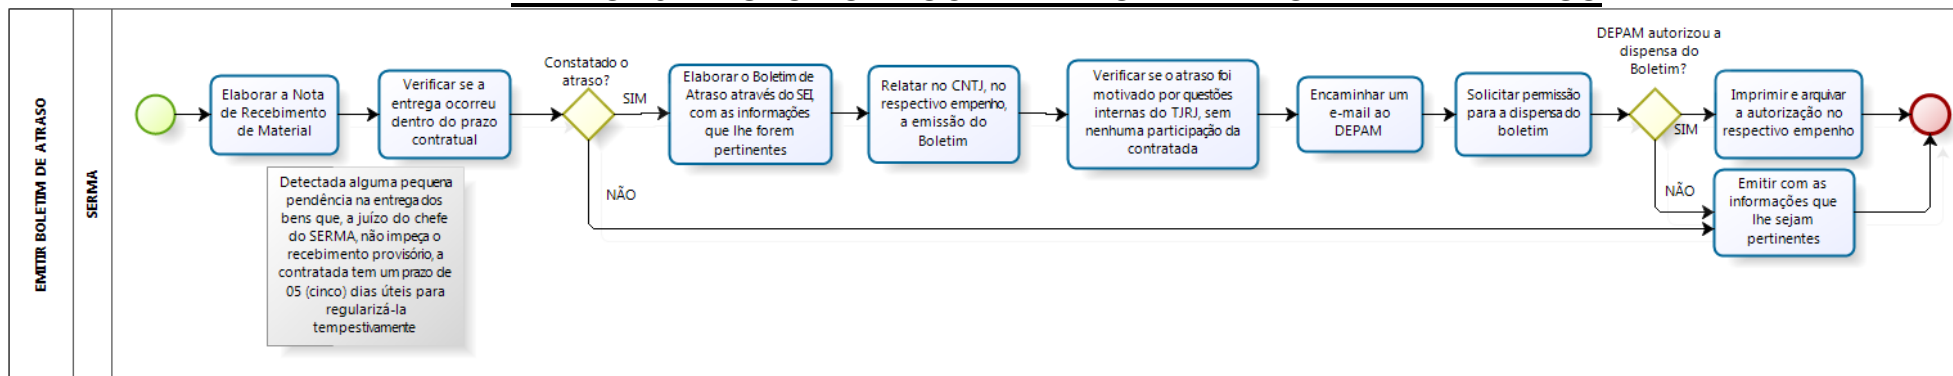 EMITIR BOLETIM DE ATRASO
SERMA
Elaborar a Nota
de Recebimento
de Material
Verificar se a
entrega ocorreu
dentro do prazo
contratual
Detectada alguma pequena
pendência na entrega dos
bens que, a juízo do chefe
do SERMA, não impeça o
recebimento provisório, a
contratada tem um prazo de
05 (cinco) dias úteis para
regularizá-la
tempestivamente
Constatado o
atraso?
SIM
NÃO
Elaborar o Boletim de
Atraso através do SEI,
com as informações
que lhe forem
pertinentes
Relatar no CNTJ, no
respectivo empenho,
a emissão do
Boletim
Verificar se o atraso foi
motivado por questões
internas do TJRJ, sem
nenhuma participação da
contratada
Encaminhar um
e-mail ao
DEPAM
Solicitar permissão
para a dispensa do
boletim
DEPAM autorizou a
dispensa do
Boletim?
SIM
NÃO
Imprimir e arquivar
a autorização no
respectivo empenho
Emitir com as
informações que
lhe sejam
pertinentes